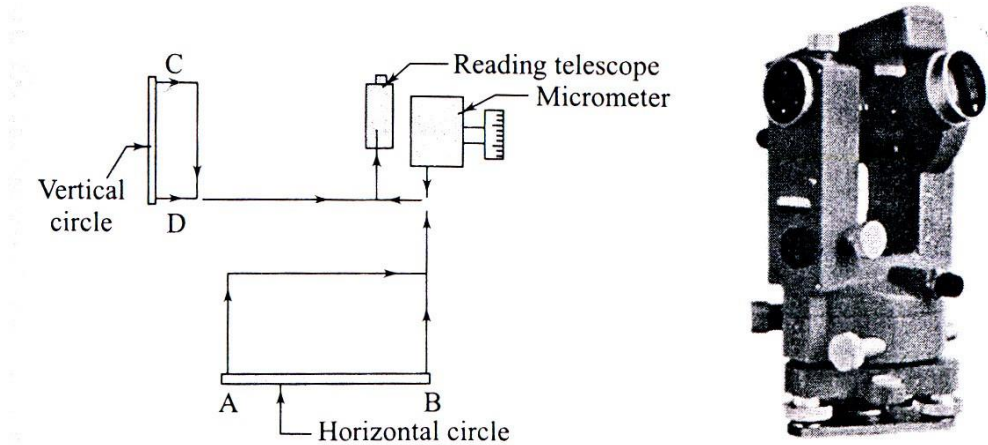 C
Reading telescope
Micrometer
Vertical
circle
D
A
B
Horizontal circle